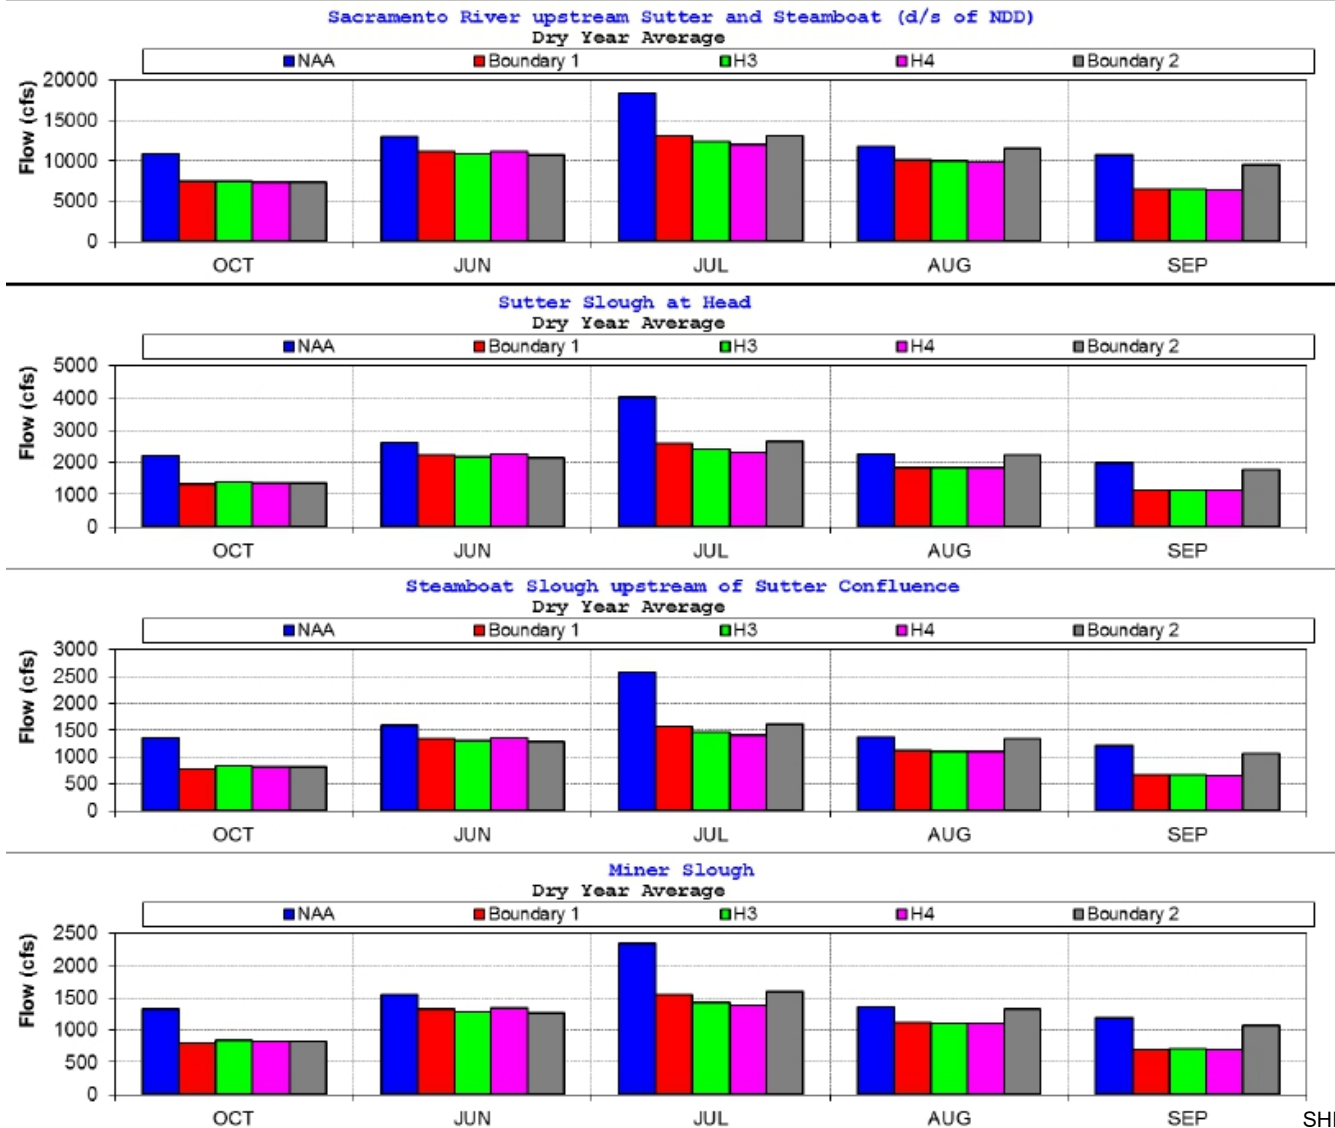 Sacramento River upstream Sutter and Steamboat (d/s of NDD)
Dry Year Average
NAA Boundary 1 H3 H4 Boundary 2
Flow (cfs)
20000
15000
10000
5000
0
OCT JUN JUL AUG SEP
Sutter Slough at Head
Dry Year Average
NAA Boundary 1 H3 H4 Boundary 2
Flow (cfs)
5000
4000
3000
2000
1000
0
OCT JUN JUL AUG SEP
Steamboat Slough upstream of Sutter Confluence
Dry Year Average
NAA Boundary 1 H3 H4 Boundary 2
Flow (cfs)
3000
2500
2000
1500
1000
500
0
OCT JUN JUL AUG SEP
Miner Slough
Dry Year Average
NAA Boundary 1 H3 H4 Boundary 2
Flow (cfs)
2500
2000
1500
1000
500
0
OCT JUN JUL AUG SEP